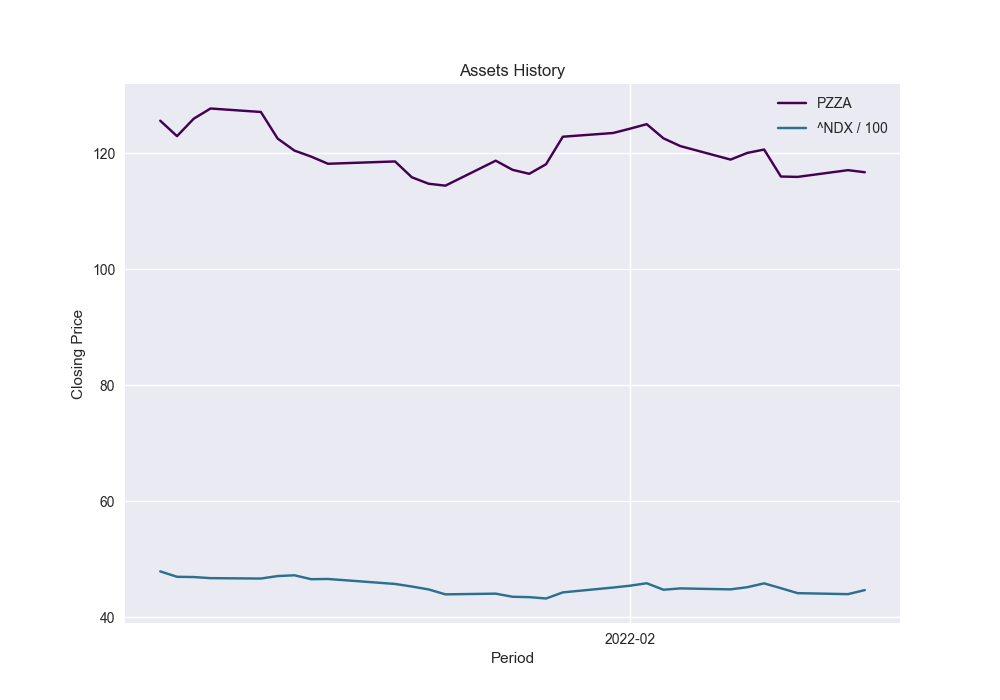 Assets History
PZZA
^NDX / 100
120
100
80
60
40
Closing Price
2022-02
Period